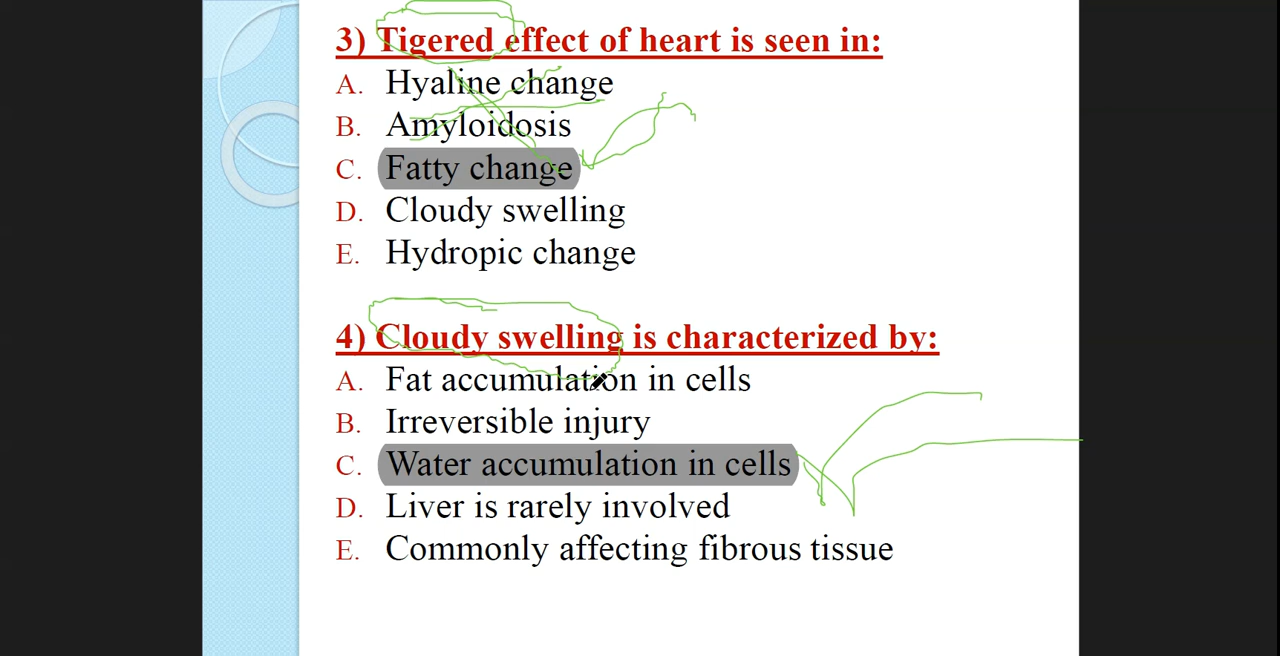 3) Tigered effect of heart is seen in:
A. Hyaline change
B. Amyloidosis
C. Fatty change
D. Cloudy swelling
E. Hydropic change
4) Cloudy swelling is characterized by:
A. Fat accumulation in cells
B. Irreversible injury
C. Water accumulation in cells
D. Liver is rarely involved
E. Commonly affecting fibrous tissue